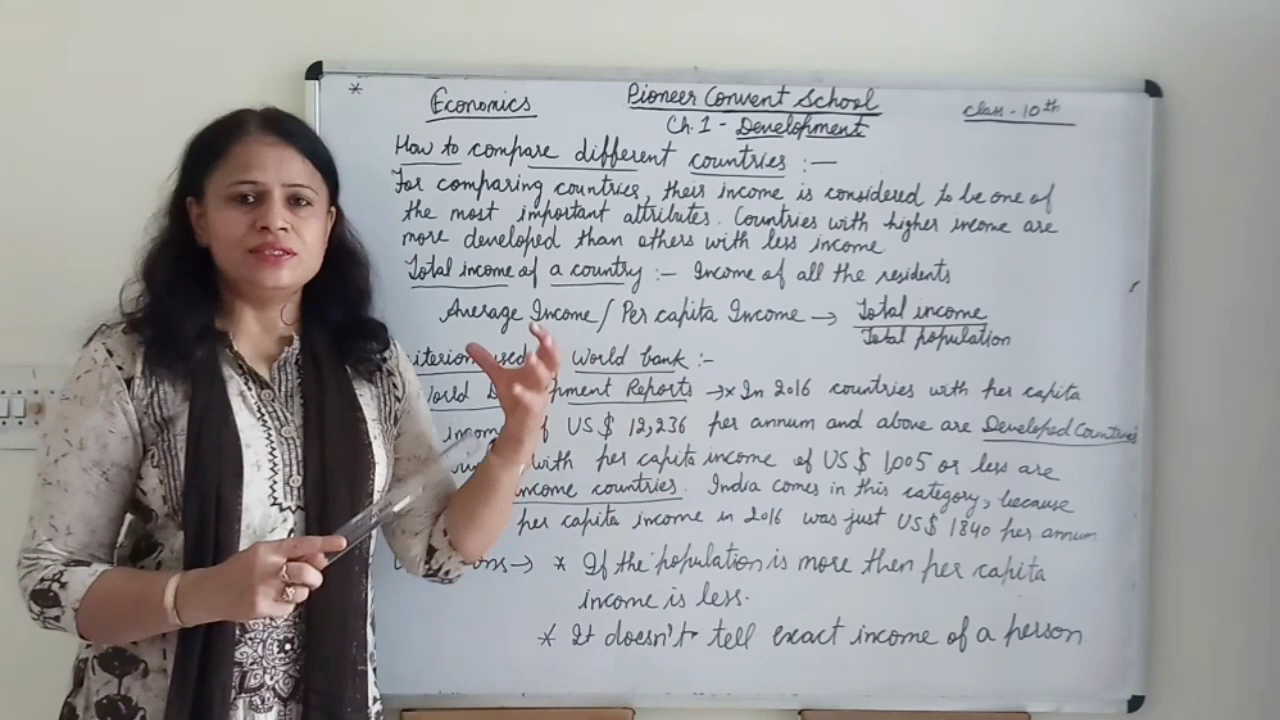 *
Economics
Pioneer Convent School
Class - 10th
Ch. 1 - Development
How to compare different countries :—
For comparing countries, their income is considered to be one of
the most important attributes. Countries with higher income are
more developed than others with less income
Total income of a country :- Income of all the residents
Average Income / Per capita Income → Total income
Total population
used World bank :-
Reports → * In 2016 countries with per capita
US $ 12,236 per annum and above are Developed Countries
with per capita income of US $ 1,005 or less are
income countries. India comes in this category, because
per capita income in 2016 was just US $ 1840 per annum
→ * If the population is more then per capita
income is less.
* It doesn't tell exact income of a person